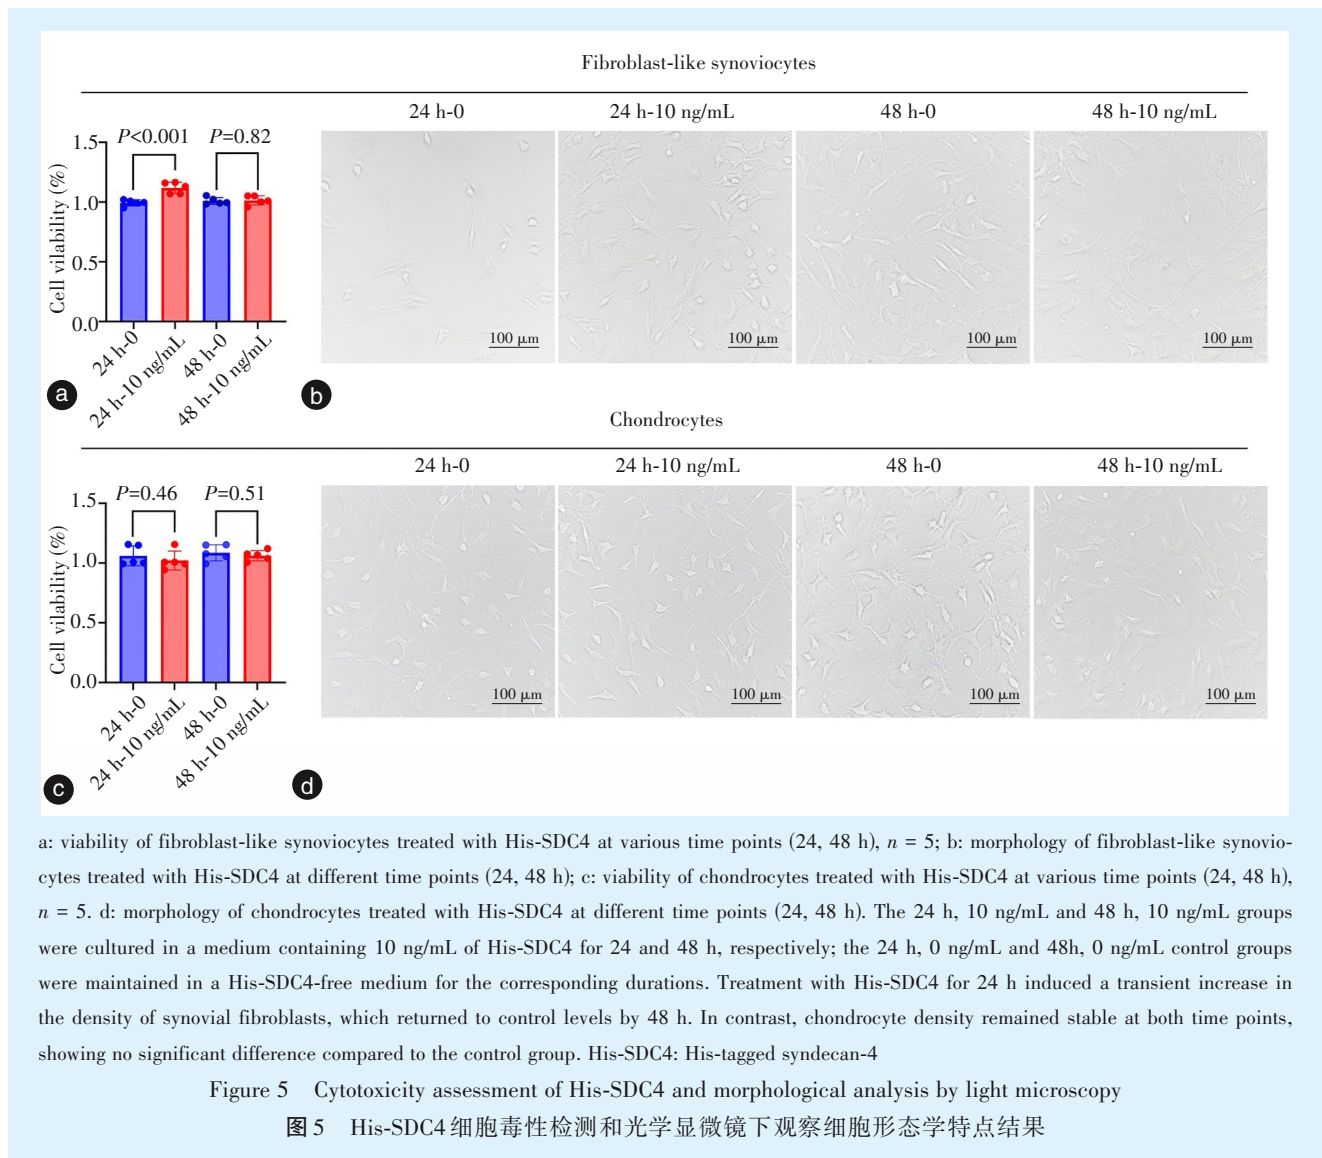 Fibroblast-like synoviocytes
24 h-0 24 h-10 ng/mL 48 h-0 48 h-10 ng/mL
P<0.001 P=0.82
Cell vilability (%)
1.5
1.0
0.5
0.0
24 h-0
24 h-10 ng/mL
48 h-0
48 h-10 ng/mL
100 μm 100 μm 100 μm 100 μm
a b
Chondrocytes
24 h-0 24 h-10 ng/mL 48 h-0 48 h-10 ng/mL
P=0.46 P=0.51
Cell vilability (%)
1.5
1.0
0.5
0.0
24 h-0
24 h-10 ng/mL
48 h-0
48 h-10 ng/mL
100 μm 100 μm 100 μm 100 μm
c d
a: viability of fibroblast-like synoviocytes treated with His-SDC4 at various time points (24, 48 h), n = 5; b: morphology of fibroblast-like synovio-
cytes treated with His-SDC4 at different time points (24, 48 h); c: viability of chondrocytes treated with His-SDC4 at various time points (24, 48 h),
n = 5. d: morphology of chondrocytes treated with His-SDC4 at different time points (24, 48 h). The 24 h, 10 ng/mL and 48 h, 10 ng/mL groups
were cultured in a medium containing 10 ng/mL of His-SDC4 for 24 and 48 h, respectively; the 24 h, 0 ng/mL and 48h, 0 ng/mL control groups
were maintained in a His-SDC4-free medium for the corresponding durations. Treatment with His-SDC4 for 24 h induced a transient increase in
the density of synovial fibroblasts, which returned to control levels by 48 h. In contrast, chondrocyte density remained stable at both time points,
showing no significant difference compared to the control group. His-SDC4: His-tagged syndecan-4
Figure 5 Cytotoxicity assessment of His-SDC4 and morphological analysis by light microscopy
图 5 His-SDC4 细胞毒性检测和光学显微镜下观察细胞形态学特点结果